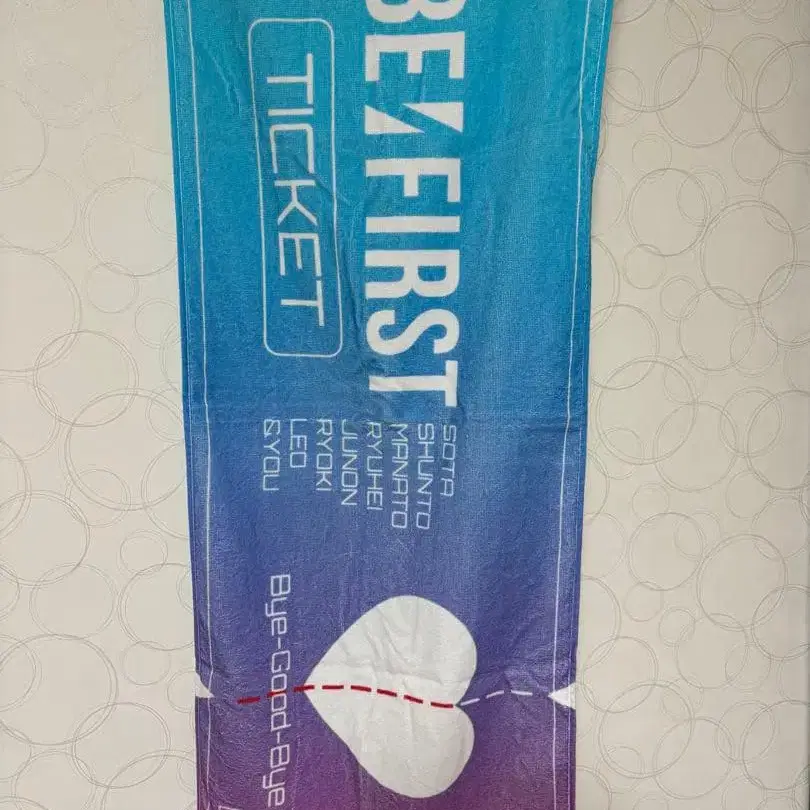 BE:FIRST
TICKET
SOTA
SHUNTO
MANATO
RYUHEI
JUNON
RYOKI
LEO
&YOU
Bye-Good-Bye